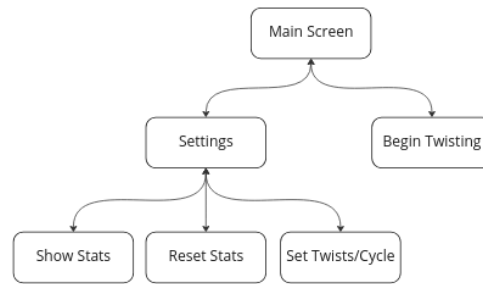 Main Screen
Settings
Begin Twisting
Show Stats
Reset Stats
Set Twists/Cycle